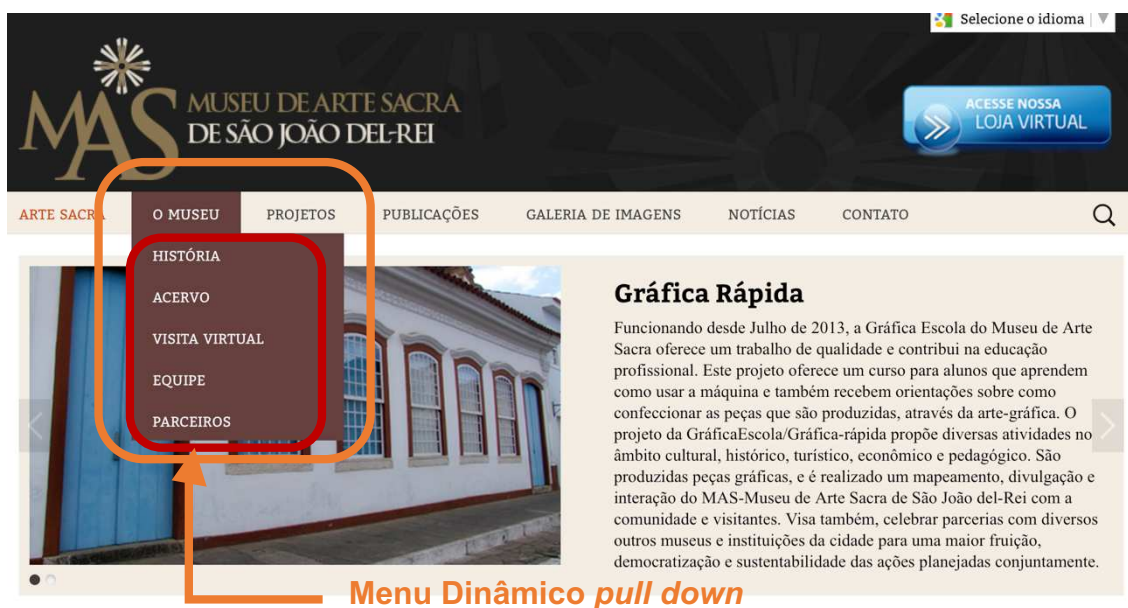 Selecione o idioma
MAS
MUSEU DE ARTE SACRA
DE SÃO JOÃO DEL-REI
ACESSE NOSSA
LOJA VIRTUAL
ARTE SACRA O MUSEU PROJETOS PUBLICAÇÕES GALERIA DE IMAGENS NOTÍCIAS CONTATO
HISTÓRIA
ACERVO
VISITA VIRTUAL
EQUIPE
PARCEIROS
Gráfica Rápida
Funcionando desde Julho de 2013, a Gráfica Escola do Museu de Arte
Sacra oferece um trabalho de qualidade e contribui na educação
profissional. Este projeto oferece um curso para alunos que aprendem
como usar a máquina e também recebem orientações sobre como
confeccionar as peças que são produzidas, através da arte-gráfica. O
projeto da GráficaEscola/Gráfica-rápida propõe diversas atividades no
âmbito cultural, histórico, turístico, econômico e pedagógico. São
produzidas peças gráficas, e é realizado um mapeamento, divulgação e
interação do MAS-Museu de Arte Sacra de São João del-Rei com a
comunidade e visitantes. Visa também, celebrar parcerias com diversos
outros museus e instituições da cidade para uma maior fruição,
democratização e sustentabilidade das ações planejadas conjuntamente.
Menu Dinâmico pull down